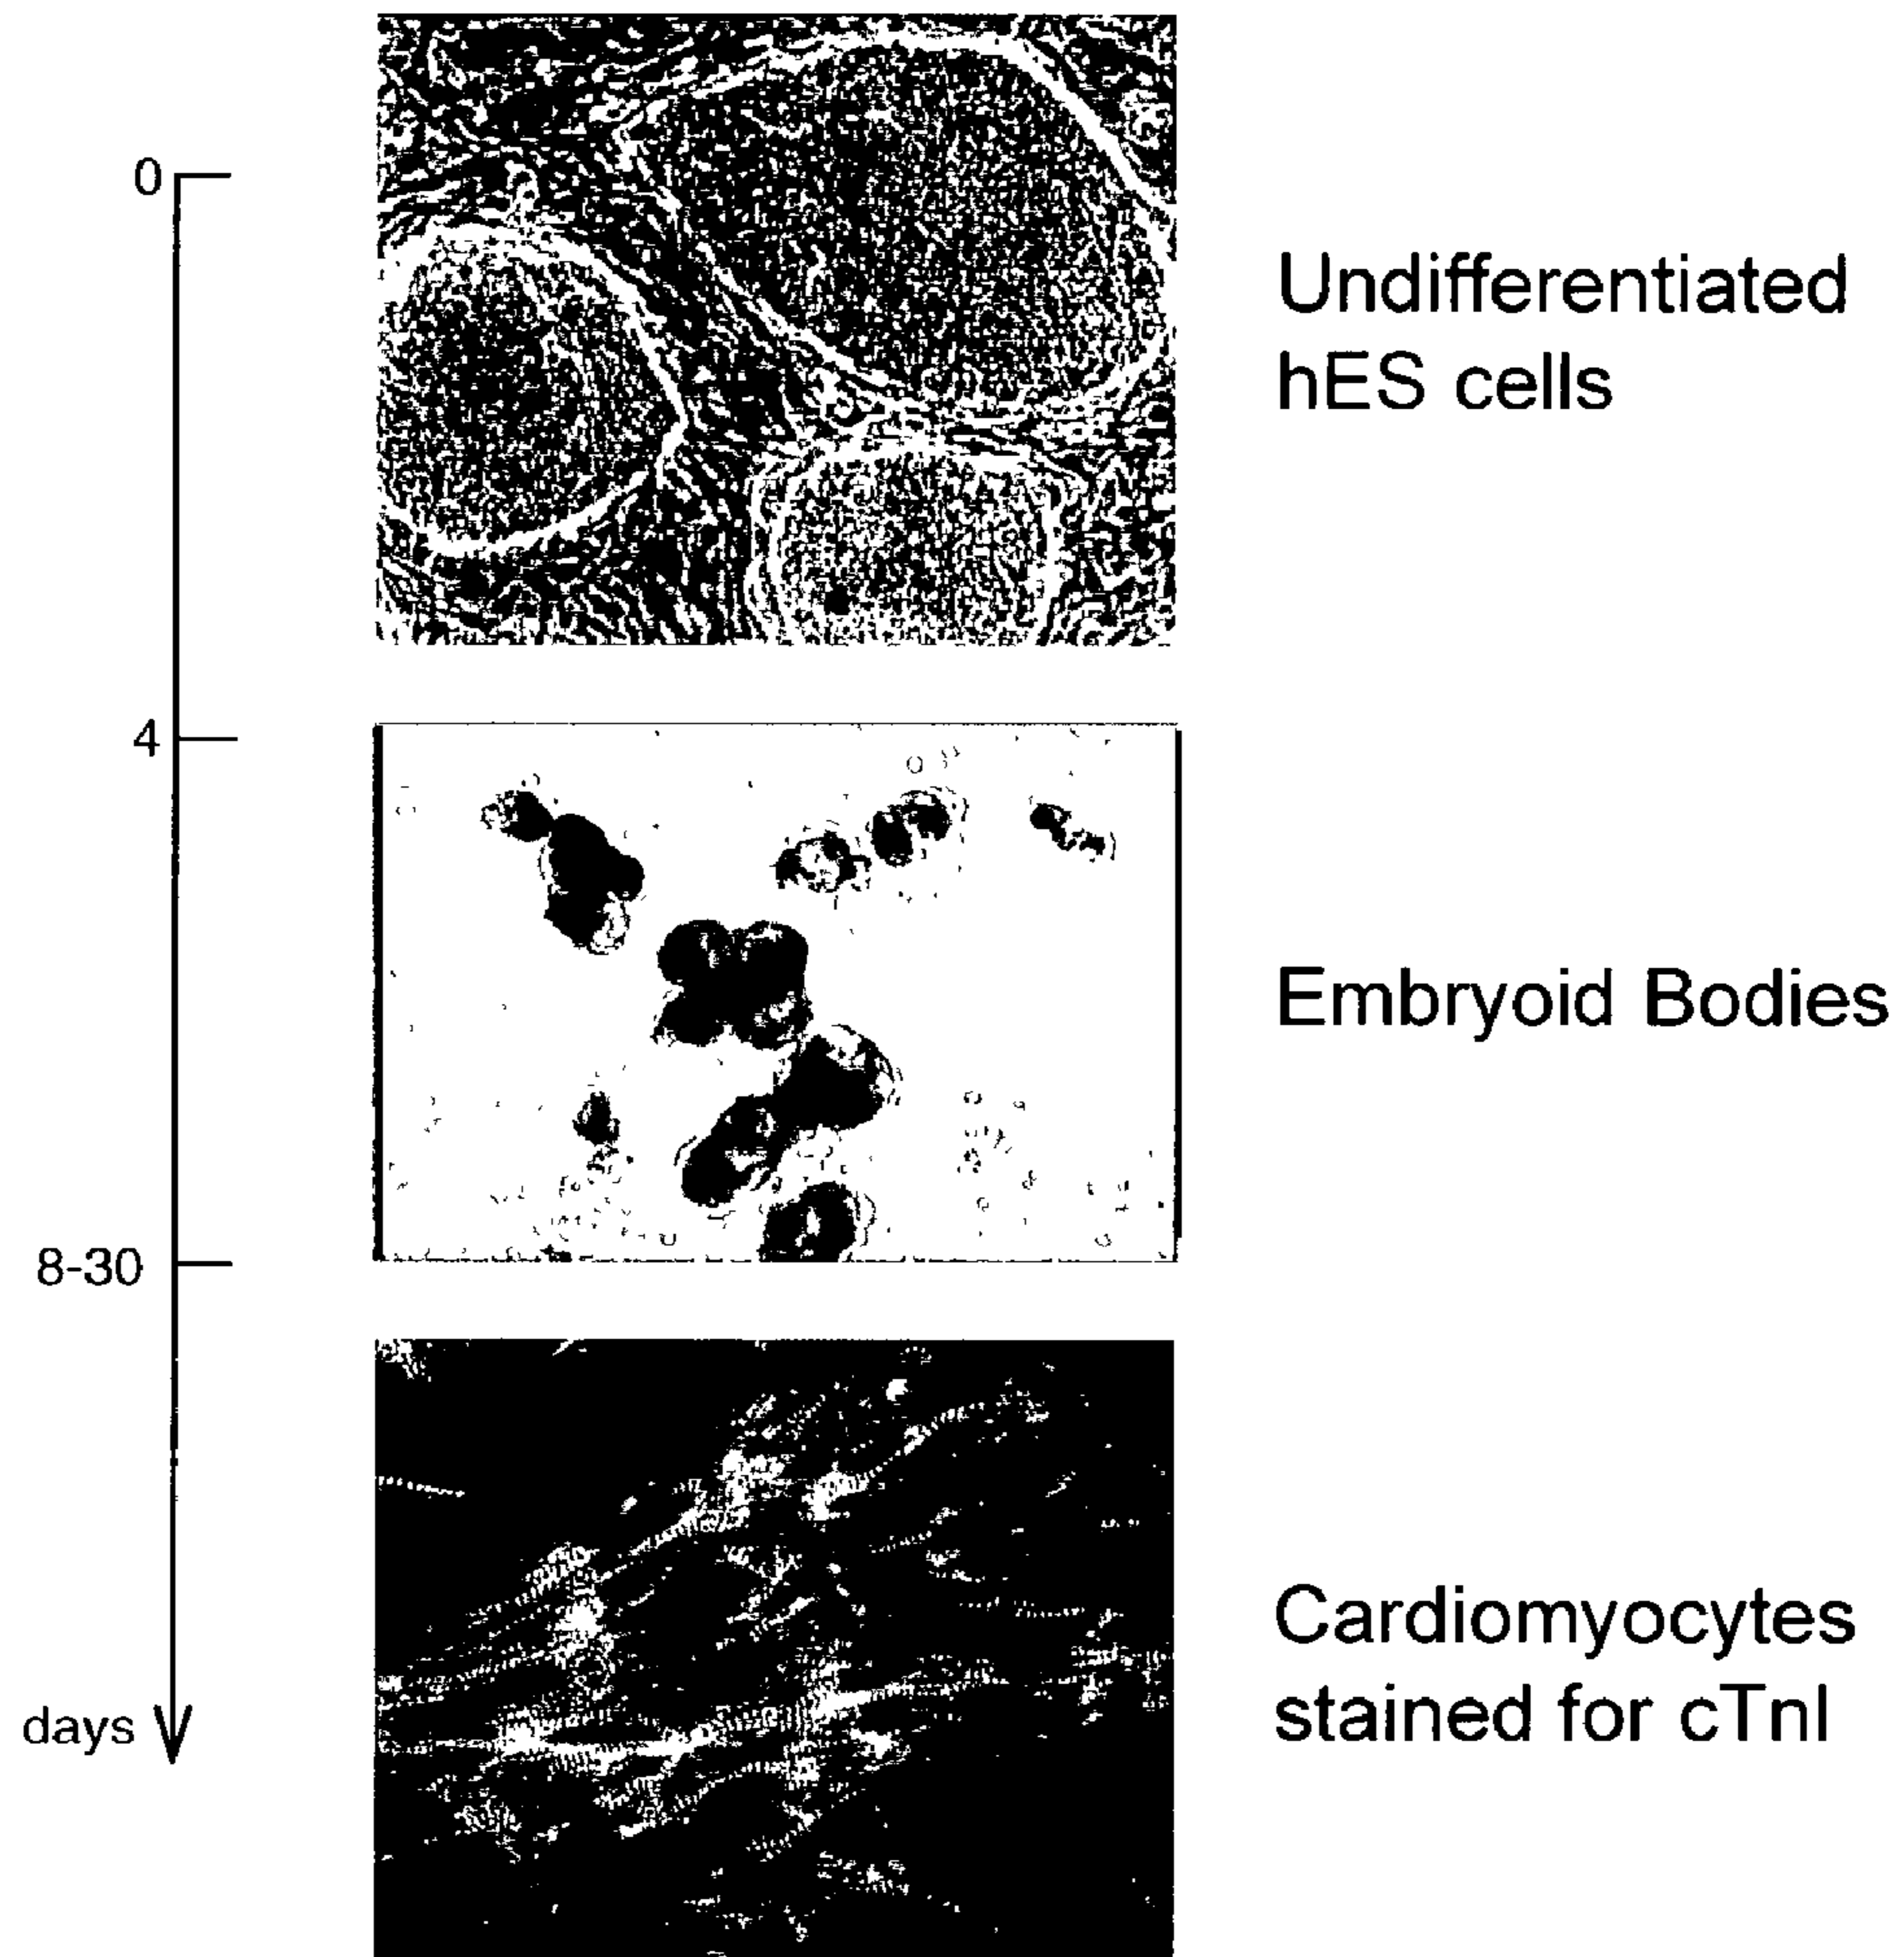 0
Undifferentiated
hES cells
4
Embryoid Bodies
8-30
Cardiomyocytes
stained for cTnI
days